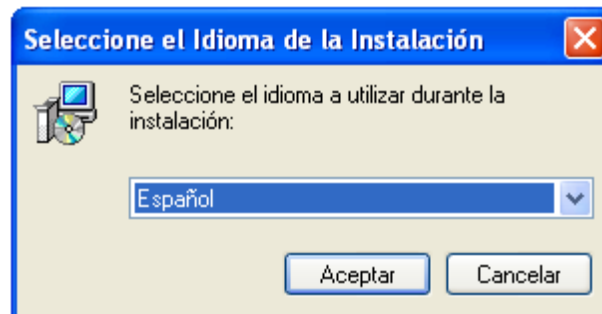 Seleccione el Idioma de la Instalación
Seleccione el idioma a utilizar durante la
instalación:
Español
Aceptar Cancelar